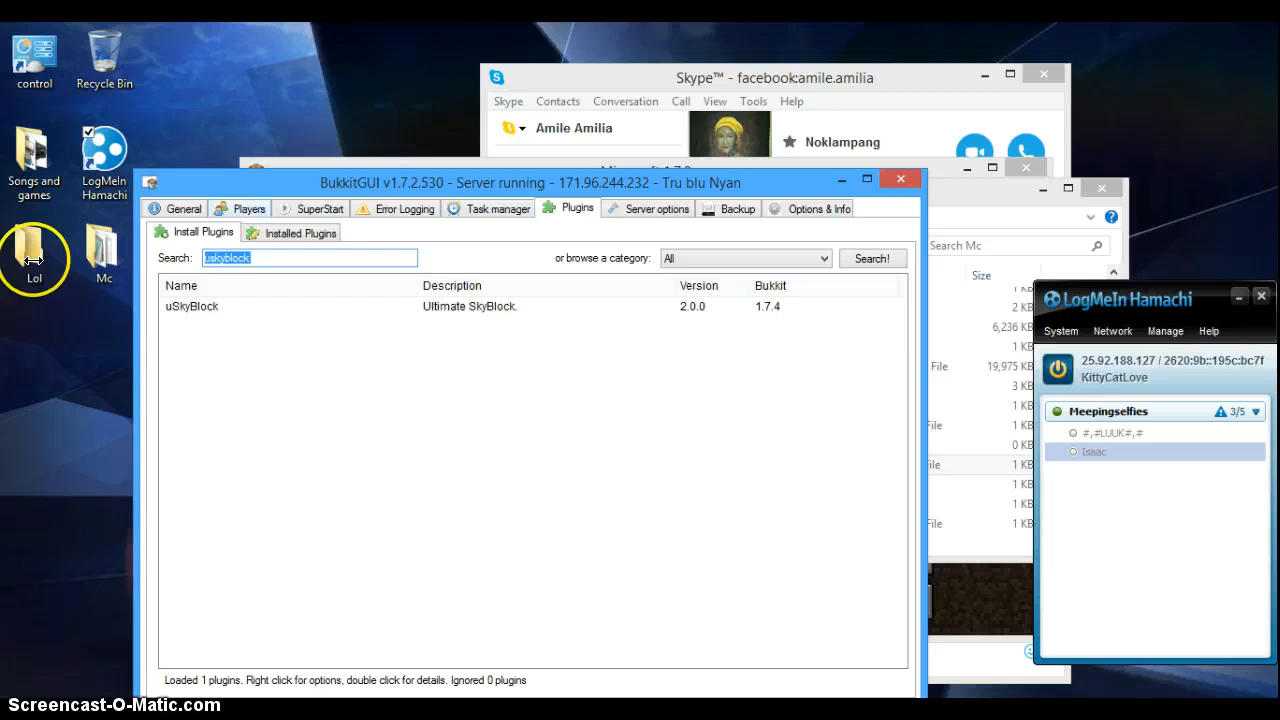 control
Recycle Bin
Songs and games
LogMeIn Hamachi
Lol
Mc
Skype™ - facebook:amile.amilia
Skype Contacts Conversation Call View Tools Help
Amile Amilia
Noklampang
BukkitGUI v1.7.2.530 - Server running - 171.96.244.232 - Tru blu Nyan
General Players SuperStart Error Logging Task manager Plugins Server options Backup Options & Info
Install Plugins Installed Plugins
Search: uskyblock or browse a category: All Search!
Name Description Version Bukkit
uSkyBlock Ultimate SkyBlock. 2.0.0 1.7.4
Loaded 1 plugins. Right click for options, double click for details. Ignored 0 plugins
Search Mc
Size
1 KB
2 KB
6,236 KB
1 KB
File 19,975 KB
3 KB
1 KB
File 1 KB
0 KB
File 1 KB
1 KB
1 KB
File 1 KB
LogMeIn Hamachi
System Network Manage Help
25.92.188.127 / 2620:9b::195c:bc7f
KittyCatLove
Meepingselfies 3/5
#,#LUUK#,#
Isaac
Screencast-O-Matic.com